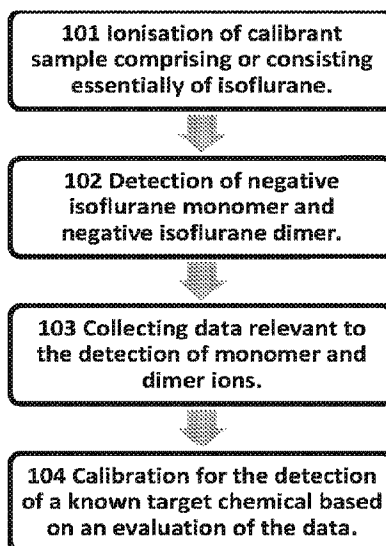 101 Ionisation of calibrant
sample comprising or consisting
essentially of isoflurane.
102 Detection of negative
isoflurane monomer and
negative isoflurane dimer.
103 Collecting data relevant to
the detection of monomer and
dimer ions.
104 Calibration for the detection
of a known target chemical based
on an evaluation of the data.